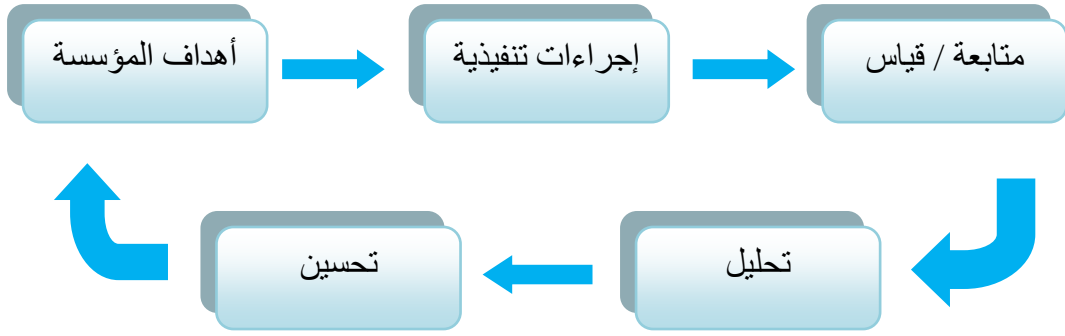 أهداف المؤسسة
إجراءات تنفيذية
متابعة / قياس
تحليل
تحسين